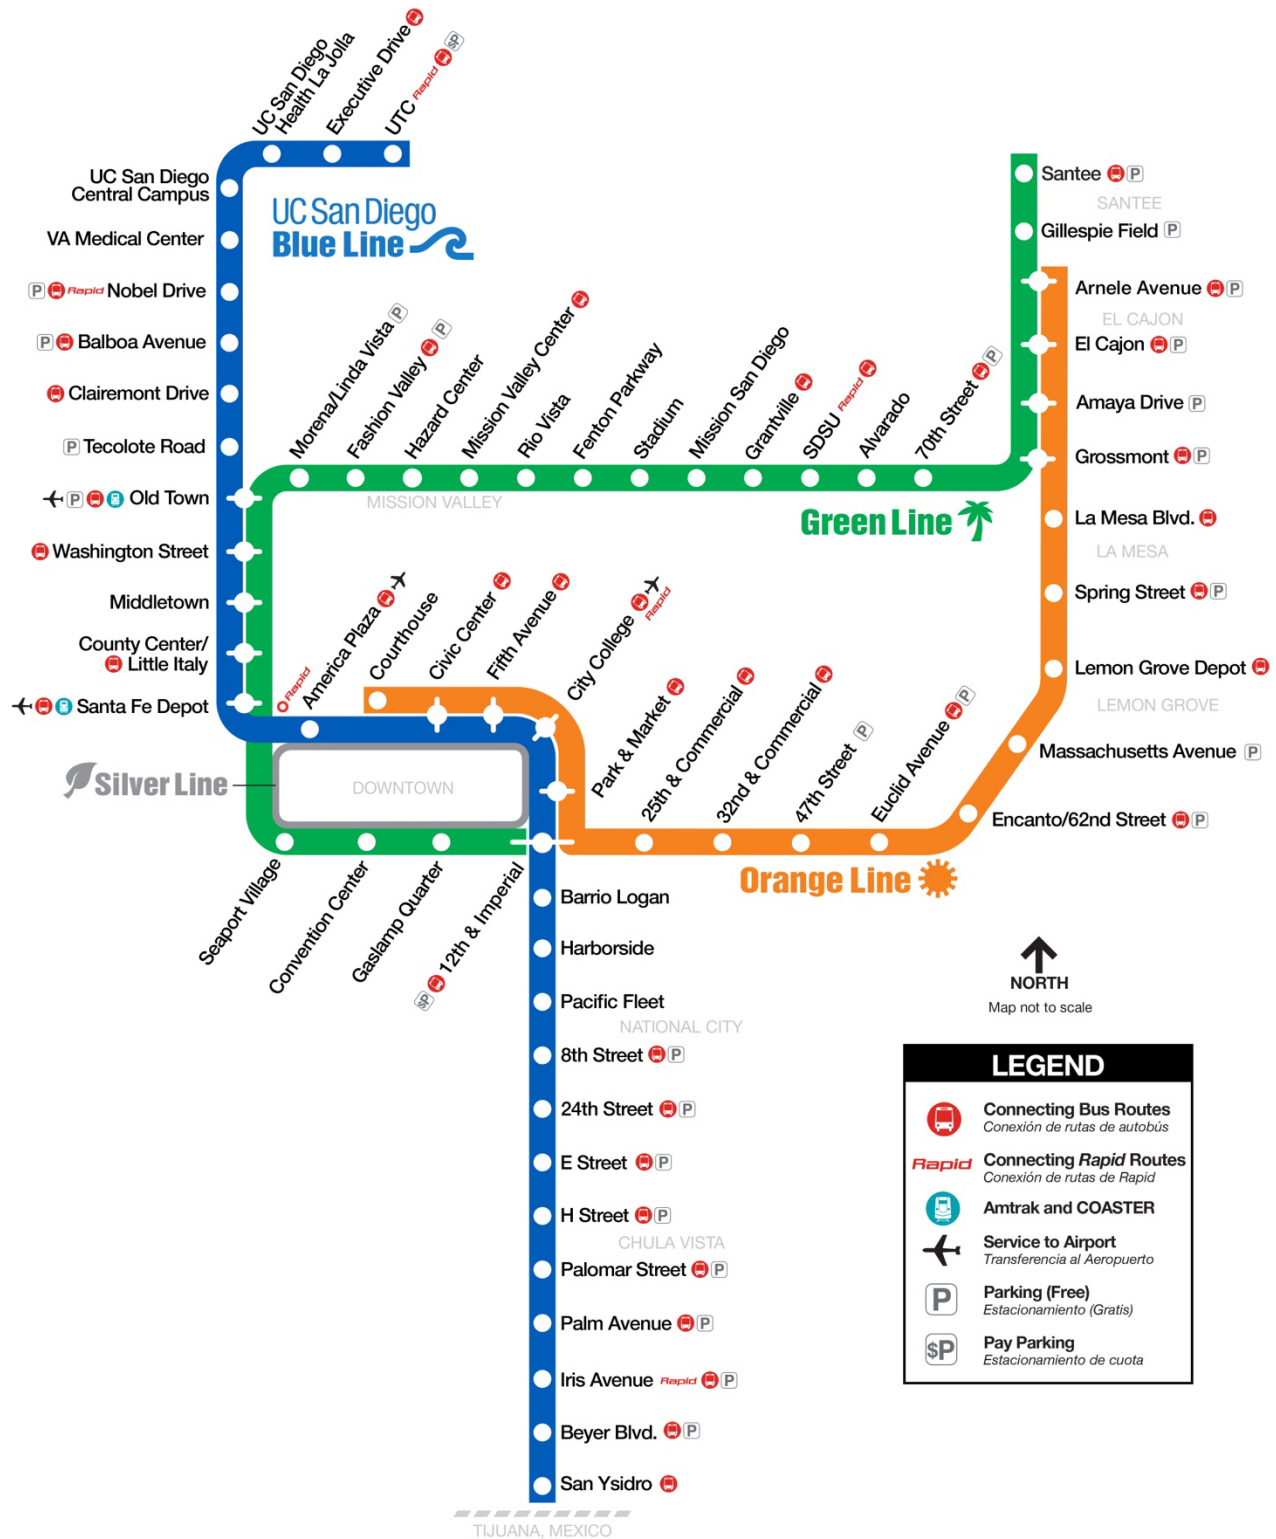 UC San Diego
Health La Jolla
Executive Drive
UTC Rapid $P
UC San Diego
Central Campus
VA Medical Center
P Rapid Nobel Drive
P Balboa Avenue
Clairemont Drive
P Tecolote Road
P Old Town
Washington Street
Middletown
County Center/
Little Italy
Santa Fe Depot
UC San Diego
Blue Line
Morena/Linda Vista P
Fashion Valley P
Hazard Center
Mission Valley Center
Rio Vista
Fenton Parkway
Stadium
Mission San Diego
Grantville
SDSU Rapid
Alvarado
70th Street P
MISSION VALLEY
Green Line
Santee P
SANTEE
Gillespie Field P
Arnele Avenue P
EL CAJON
El Cajon P
Amaya Drive P
Grossmont P
La Mesa Blvd.
LA MESA
Spring Street P
Lemon Grove Depot
LEMON GROVE
Massachusetts Avenue P
Encanto/62nd Street P
Rapid
America Plaza
Courthouse
Civic Center
Fifth Avenue
City College
Rapid
Park & Market
25th & Commercial
32nd & Commercial
47th Street P
Euclid Avenue P
Orange Line
Silver Line
DOWNTOWN
Seaport Village
Convention Center
Gaslamp Quarter
$P 12th & Imperial
Barrio Logan
Harborside
Pacific Fleet
NATIONAL CITY
8th Street P
24th Street P
E Street P
H Street P
CHULA VISTA
Palomar Street P
Palm Avenue P
Iris Avenue Rapid P
Beyer Blvd. P
San Ysidro
TIJUANA, MEXICO
NORTH
Map not to scale
LEGEND
Connecting Bus Routes
Conexión de rutas de autobús
Rapid Connecting Rapid Routes
Conexión de rutas de Rapid
Amtrak and COASTER
Service to Airport
Transferencia al Aeropuerto
P Parking (Free)
Estacionamiento (Gratis)
$P Pay Parking
Estacionamiento de cuota